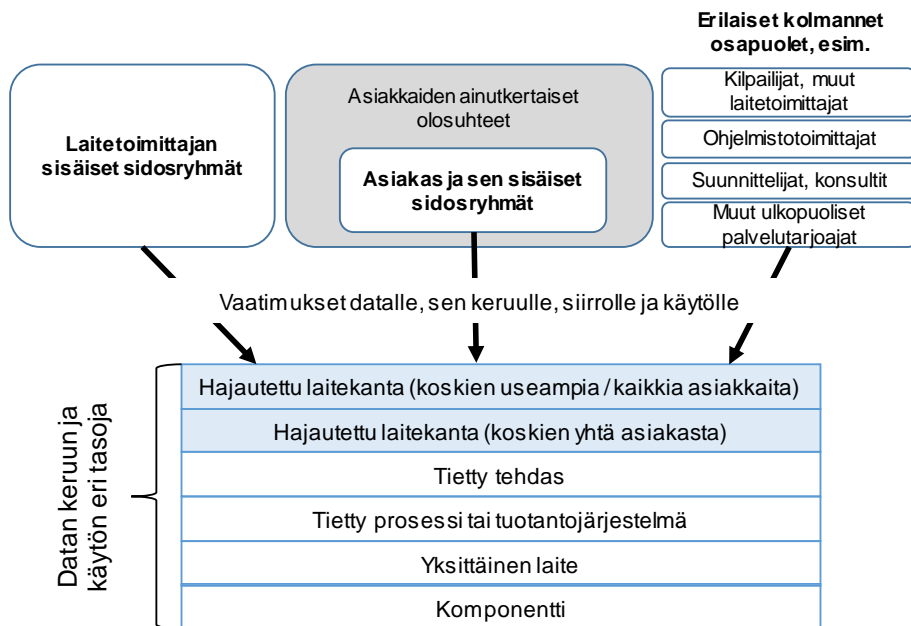 Erilaiset kolmannet
osapuolet, esim.
Laitetoimittajan
sisäiset sidosryhmät
Asiakkaiden ainutkertaiset
olosuhteet
Asiakas ja sen sisäiset
sidosryhmät
Kilpailijat, muut
laitetoimittajat
Ohjelmistotoimittajat
Suunnittelijat, konsultit
Muut ulkopuoliset
palvelutarjoajat
Vaatimukset datalle, sen keruulle, siirrolle ja käytölle
Datan keruun ja
käytön eri tasoja
Hajautettu laitekanta (koskien useampia / kaikkia asiakkaita)
Hajautettu laitekanta (koskien yhtä asiakasta)
Tietty tehdas
Tietty prosessi tai tuotantojärjestelmä
Yksittäinen laite
Komponentti